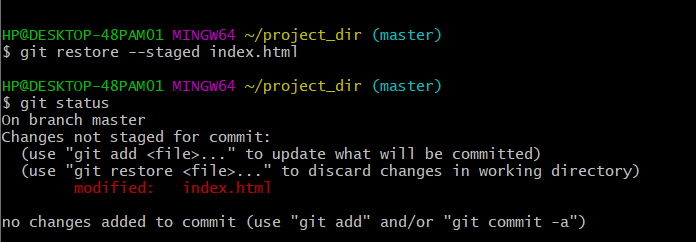 HP@DESKTOP-48PAM01 MINGW64 ~/project_dir (master)
$ git restore --staged index.html
HP@DESKTOP-48PAM01 MINGW64 ~/project_dir (master)
$ git status
On branch master
Changes not staged for commit:
  (use "git add <file>..." to update what will be committed)
  (use "git restore <file>..." to discard changes in working directory)
        modified:   index.html
no changes added to commit (use "git add" and/or "git commit -a")